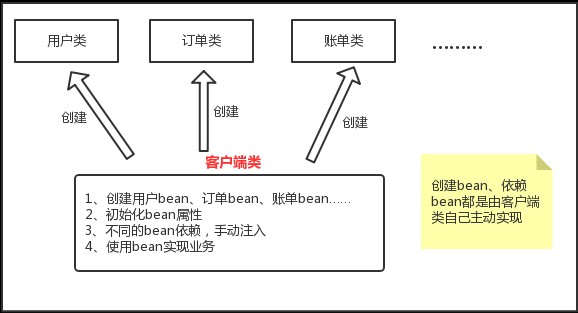 用户类
订单类
账单类
………
创建
创建
创建
客户端类
1、创建用户bean、订单bean、账单bean……
2、初始化bean属性
3、不同的bean依赖，手动注入
4、使用bean实现业务
创建bean、依赖
bean都是由客户端
类自己主动实现